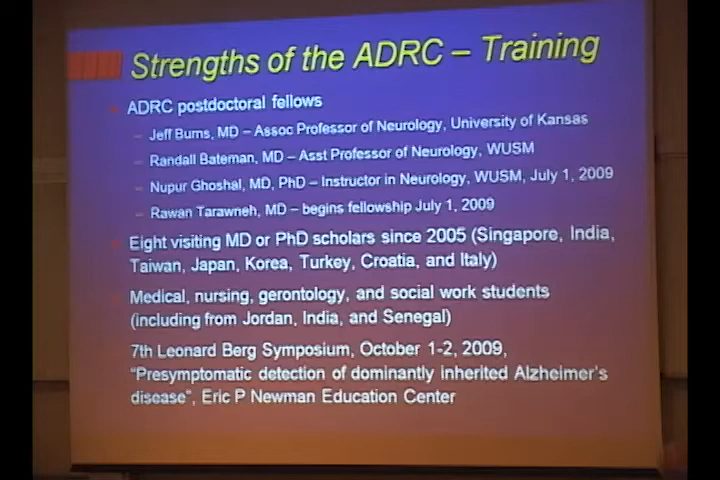 Strengths of the ADRC – Training
ADRC postdoctoral fellows
– Jeff Burns, MD – Assoc Professor of Neurology, University of Kansas
– Randall Bateman, MD – Asst Professor of Neurology, WUSM
– Nupur Ghoshal, MD, PhD – Instructor in Neurology, WUSM, July 1, 2009
– Rawan Tarawneh, MD – begins fellowship July 1, 2009
Eight visiting MD or PhD scholars since 2005 (Singapore, India,
Taiwan, Japan, Korea, Turkey, Croatia, and Italy)
Medical, nursing, gerontology, and social work students
(including from Jordan, India, and Senegal)
7th Leonard Berg Symposium, October 1-2, 2009,
“Presymptomatic detection of dominantly inherited Alzheimer's
disease”, Eric P Newman Education Center